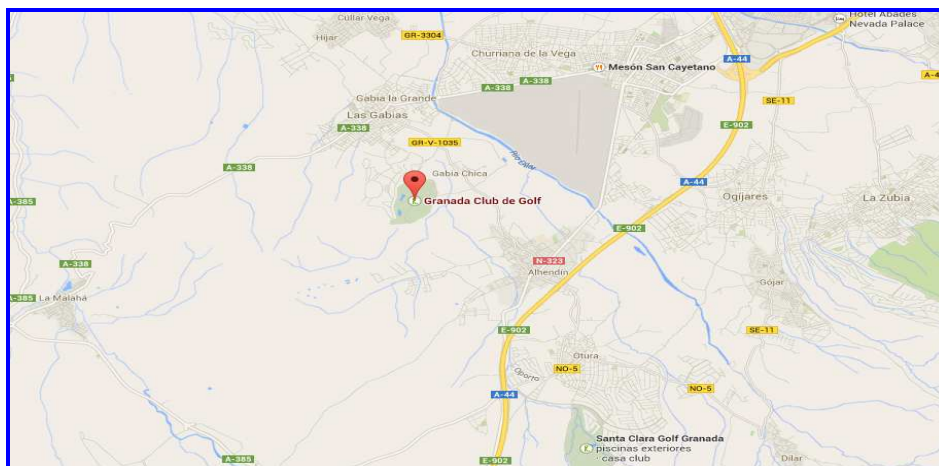 Cullar Vega
Hijar
GR-3304
Hotel Abades
Nevada Palace
Churriana de la Vega
A-44
Mesón San Cayetano
A-338
A-338
Gabia la Grande
Las Gabias
A-338
SE-11
E-902
GR-V-1035
A-338
Gabia Chica
A-44
Granada Club de Golf
Ogíjares
La Zubia
A-385
E-902
A-338
N-323
Alhendín
Gójar
La Malahá
A-385
E-902
SE-11
Otura
NO-5
Oporto
NO-5
A-44
Santa Clara Golf Granada
piscinas exteriores
casa club
Dílar
A-385
E-902